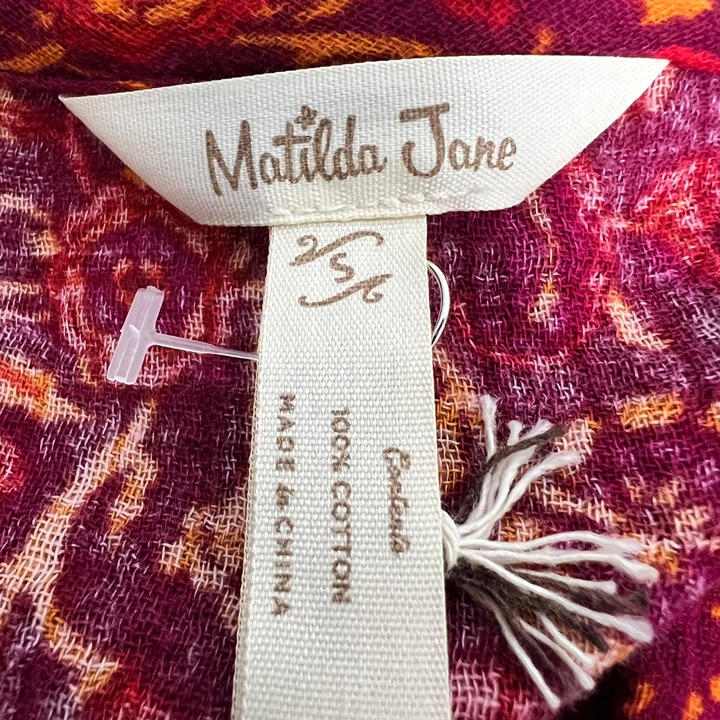 Matilda Jane
S
Contents
100% COTTON
MADE in CHINA